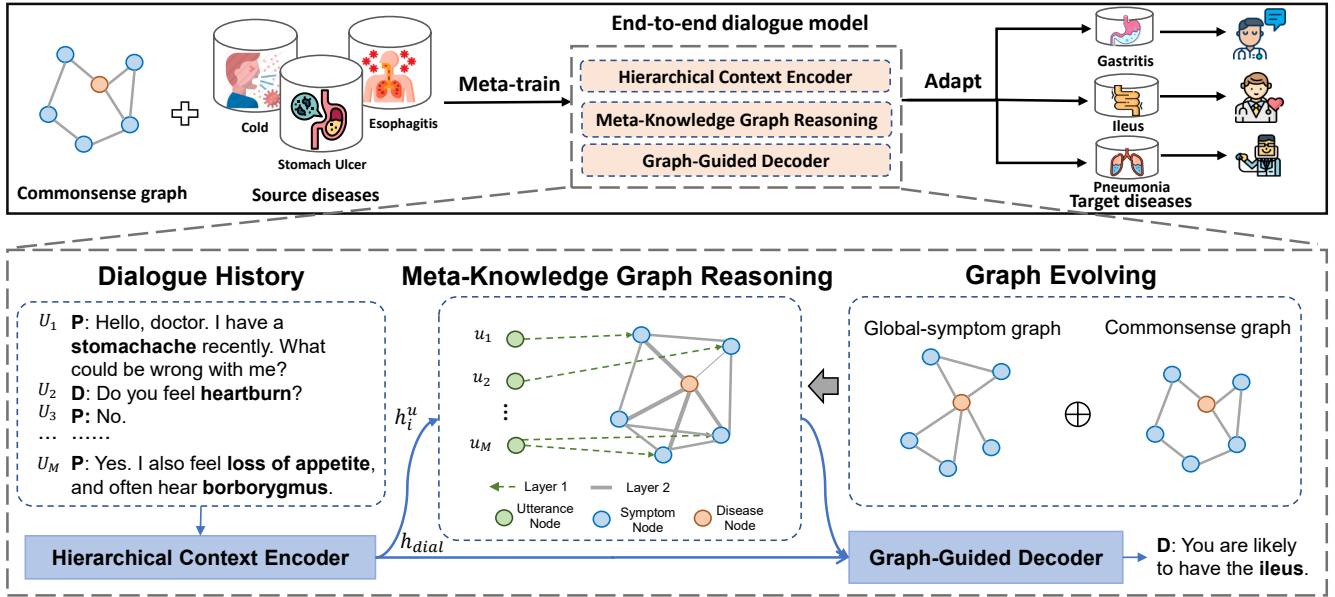 End-to-end dialogue model
Hierarchical Context Encoder
Meta-Knowledge Graph Reasoning
Graph-Guided Decoder
Commonsense graph
Cold
Stomach Ulcer
Esophagitis
Source diseases
Meta-train
Adapt
Gastritis
Ileus
Pneumonia
Target diseases
Dialogue History
U1 P: Hello, doctor. I have a
stomachache recently. What
could be wrong with me?
U2 D: Do you feel heartburn?
U3 P: No.
... ......
UM P: Yes. I also feel loss of appetite,
and often hear borborygmus.
Hierarchical Context Encoder
h_i^u
h_dial
Meta-Knowledge Graph Reasoning
u1
u2
⋮
uM
Layer 1 Layer 2
Utterance
Node
Symptom
Node
Disease
Node
Graph Evolving
Global-symptom graph
Commonsense graph
Graph-Guided Decoder
D: You are likely
to have the ileus.